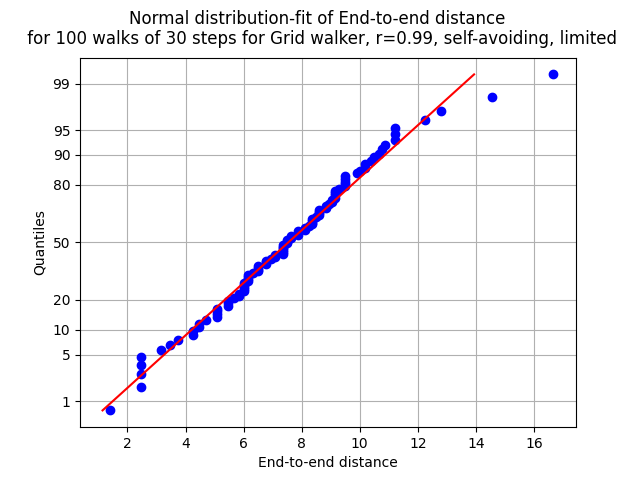 Normal distribution-fit of End-to-end distance
for 100 walks of 30 steps for Grid walker, r=0.99, self-avoiding, limited
99
95
90
80
50
20
10
5
1
Quantiles
2 4 6 8 10 12 14 16
End-to-end distance